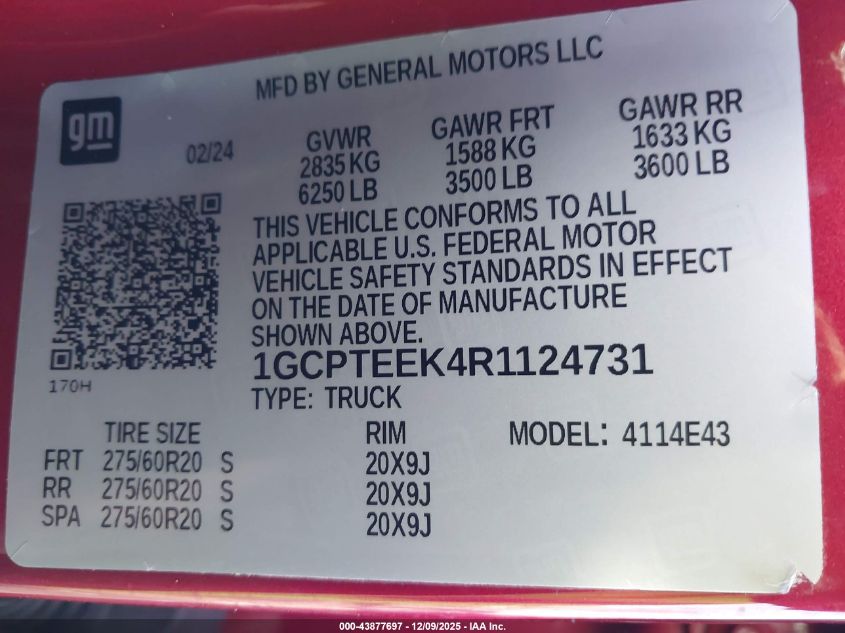 MFD BY GENERAL MOTORS LLC
gm
02/24
GVWR
2835 KG
6250 LB
GAWR FRT
1588 KG
3500 LB
GAWR RR
1633 KG
3600 LB
THIS VEHICLE CONFORMS TO ALL
APPLICABLE U.S. FEDERAL MOTOR
VEHICLE SAFETY STANDARDS IN EFFECT
ON THE DATE OF MANUFACTURE
SHOWN ABOVE.
170H
1GCPTEEK4R1124731
TYPE: TRUCK
TIRE SIZE RIM MODEL: 4114E43
FRT 275/60R20 S 20X9J
RR 275/60R20 S 20X9J
SPA 275/60R20 S 20X9J
000-43877697 - 12/09/2025 - IAA Inc.